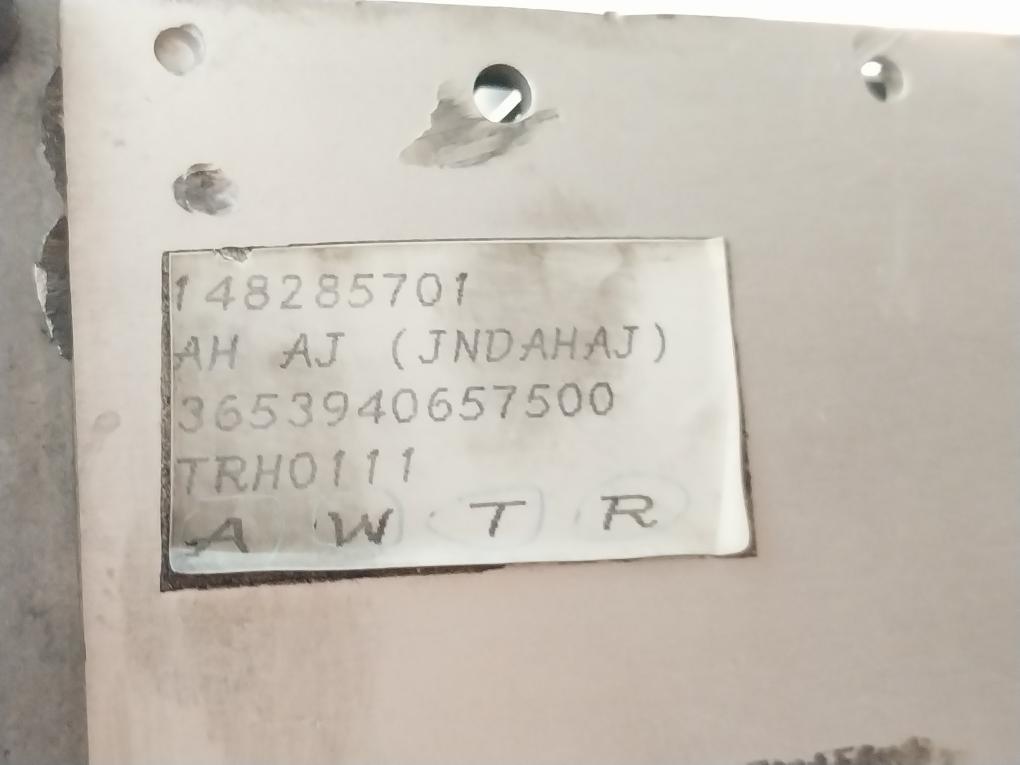 148285701
AH AJ (JNDAHAJ)
3653940657500
TRH0111
A W T R